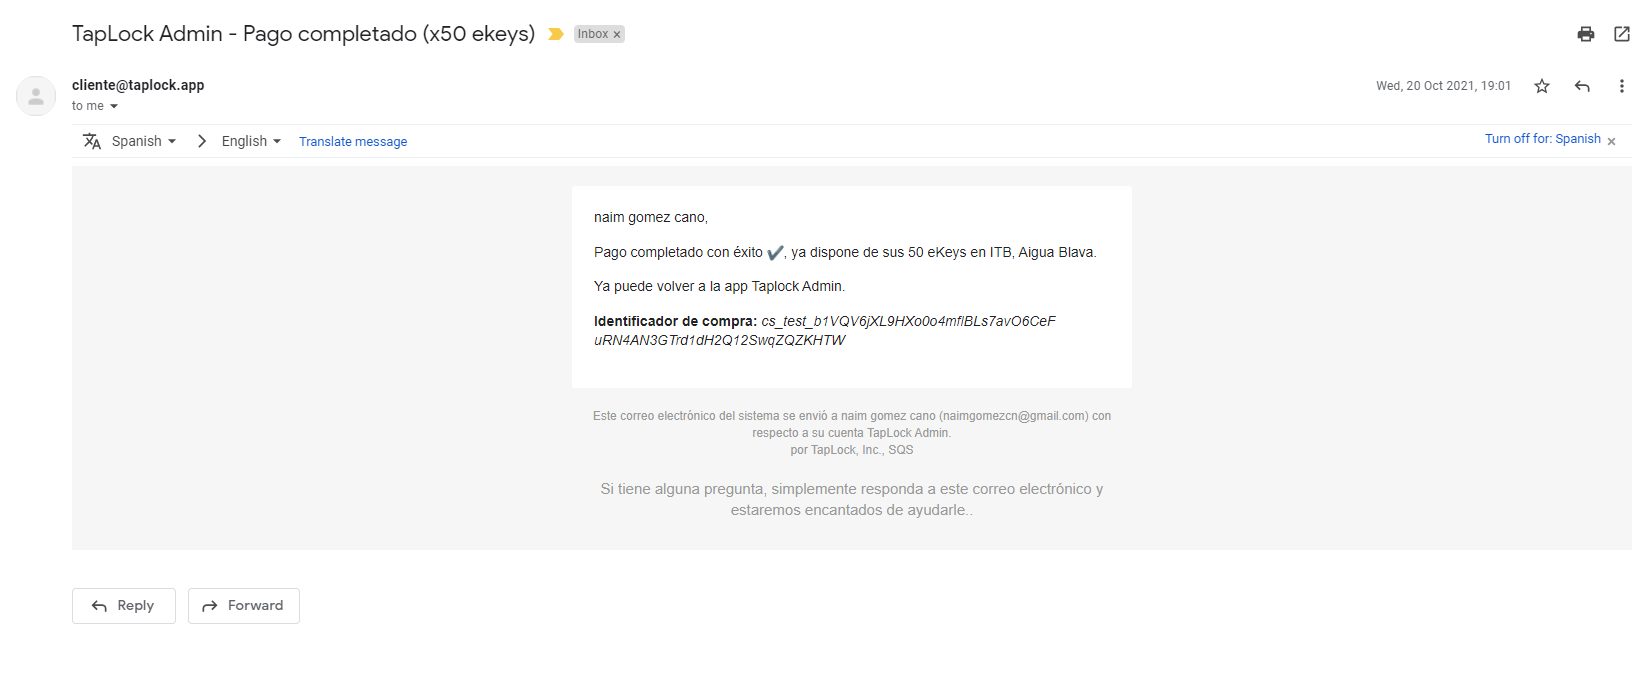 TapLock Admin - Pago completado (x50 ekeys) Inbox ×
cliente@taplock.app
Wed, 20 Oct 2021, 19:01
to me
Spanish English Translate message
Turn off for: Spanish ×
naim gomez cano,
Pago completado con éxito ✔, ya dispone de sus 50 eKeys en ITB, Aigua Blava.
Ya puede volver a la app Taplock Admin.
Identificador de compra: cs_test_b1VQV6jXL9HXo0o4mflBLs7avO6CeF
uRN4AN3GTrd1dH2Q12SwqZQZKHTW
Este correo electrónico del sistema se envió a naim gomez cano (naimgomezcn@gmail.com) con
respecto a su cuenta TapLock Admin.
por TapLock, Inc., SQS
Si tiene alguna pregunta, simplemente responda a este correo electrónico y
estaremos encantados de ayudarle..
Reply
Forward